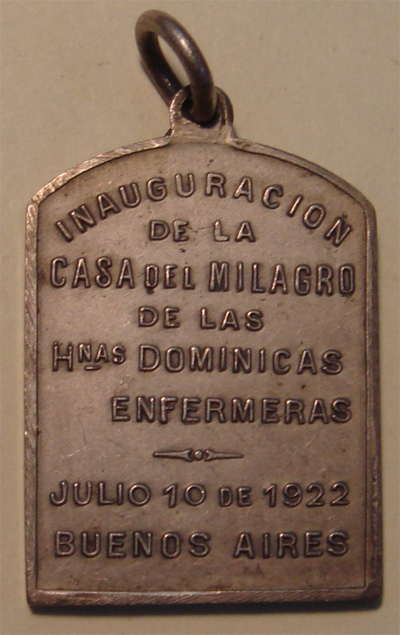 INAUGURACION
DE LA
CASA DEL MILAGRO
DE LAS
HNAS DOMINICAS
ENFERMERAS
JULIO 10 DE 1922
BUENOS AIRES